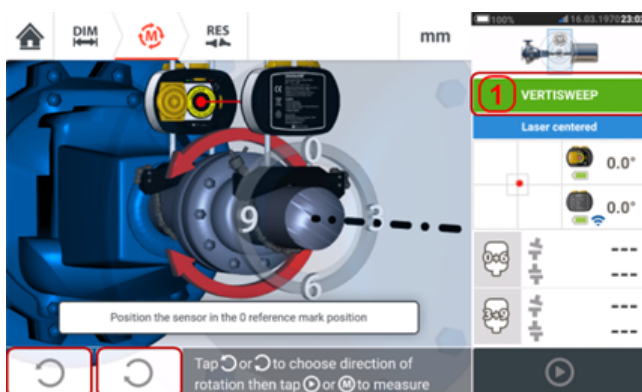 100% 16.03.1970 23:02
DIM
M
RES
mm
1 VERTISWEEP
Laser centered
0.0°
0.0°
0
9
3
6
0+6
---
---
3+9
---
---
Position the sensor in the 0 reference mark position
Tap or to choose direction of
rotation then tap or M to measure